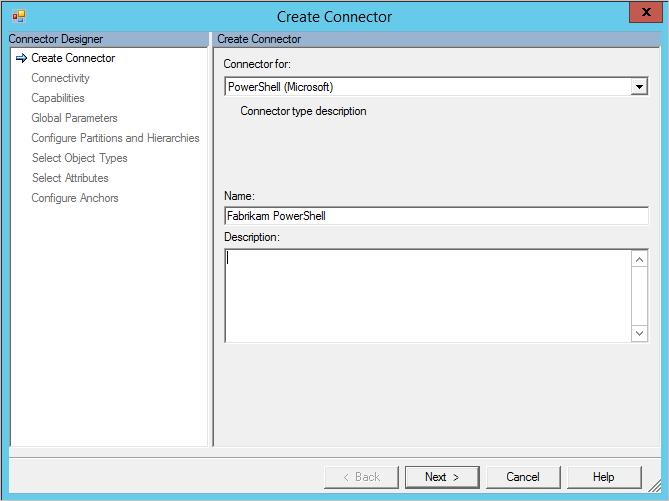 Create Connector
x
Connector Designer
Create Connector
Connectivity
Capabilities
Global Parameters
Configure Partitions and Hierarchies
Select Object Types
Select Attributes
Configure Anchors
Create Connector
Connector for:
PowerShell (Microsoft)
Connector type description
Name:
Fabrikam PowerShell
Description:
< Back
Next >
Cancel
Help